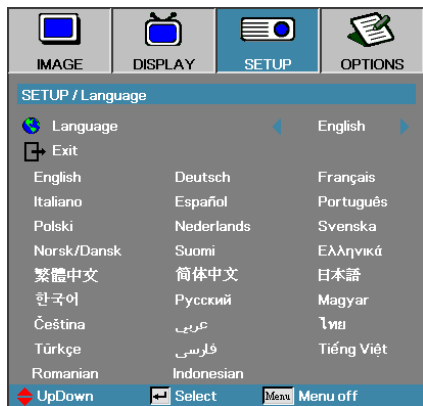 IMAGE DISPLAY SETUP OPTIONS
SETUP / Language
Language English
Exit
English Deutsch Français
Italiano Español Português
Polski Nederlands Svenska
Norsk/Dansk Suomi Ελληνικά
繁體中文 简体中文 日本語
한국어 Русский Magyar
Čeština عربي ไทย
Türkçe فارسی Tiếng Việt
Romanian Indonesian
UpDown Select Menu Menu off